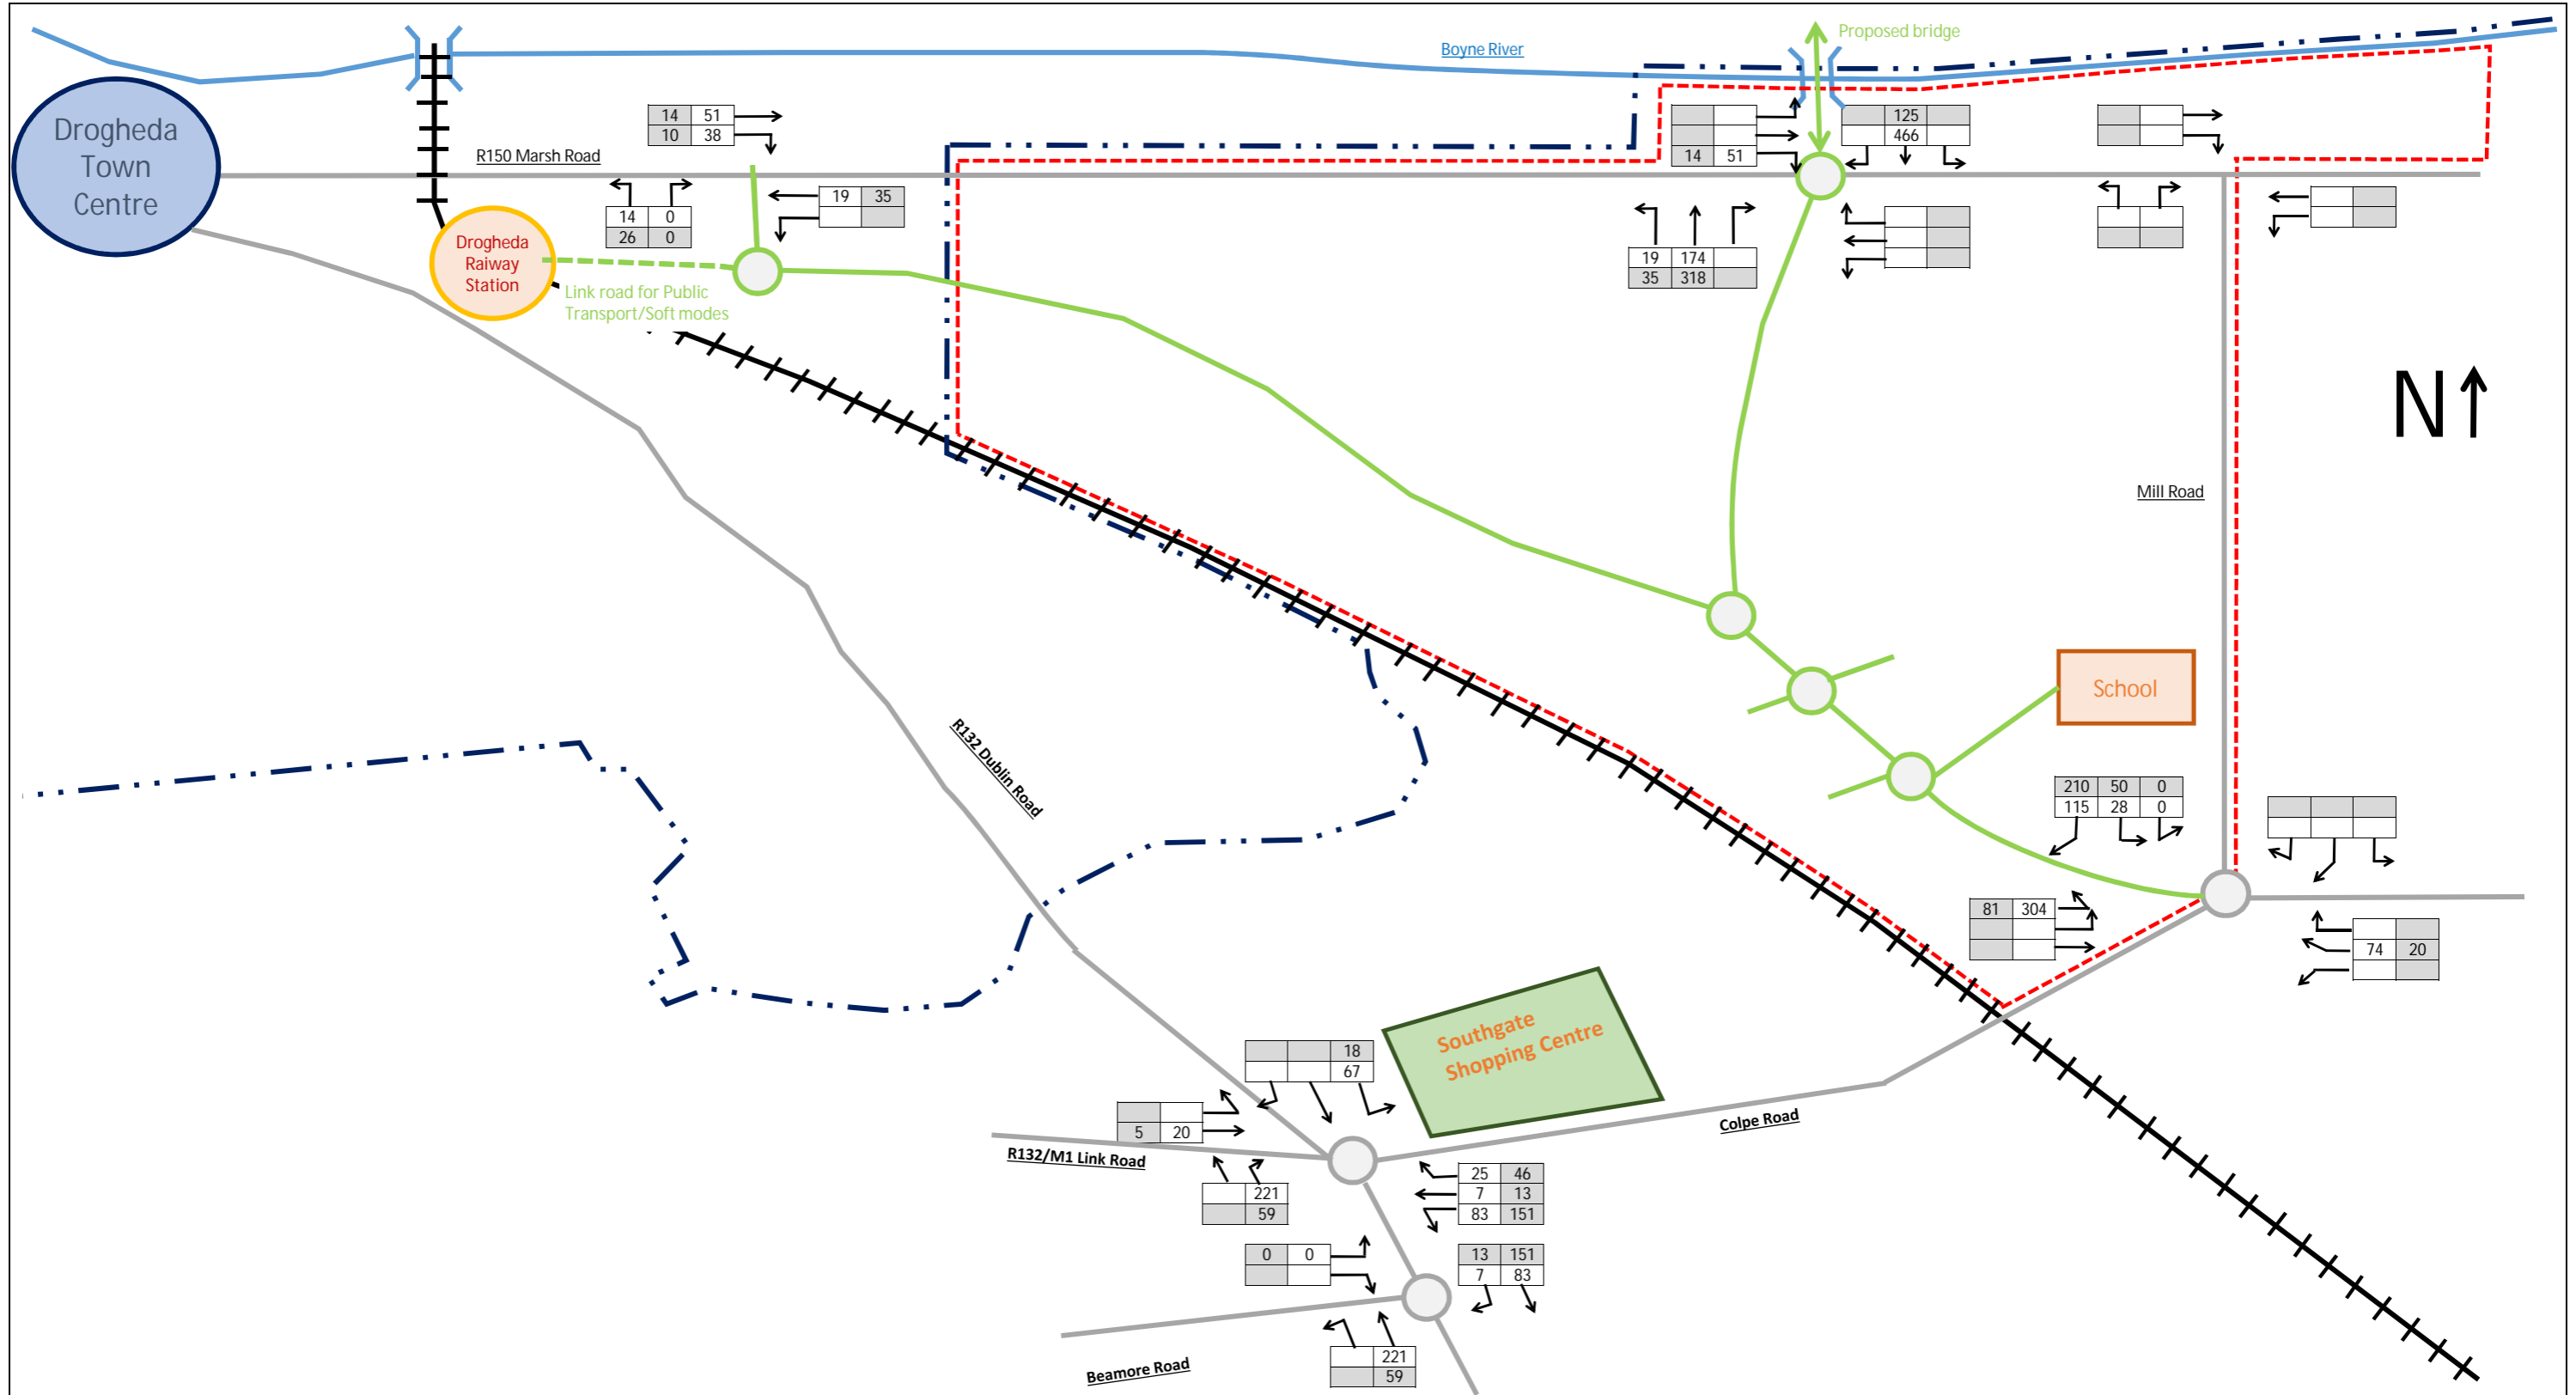 Proposed bridge
Boyne River
Drogheda
Town
Centre
14 51
10 38
R150 Marsh Road
14 0
26 0
19 35
14 51
125
466
19 174
35 318
Drogheda
Raiway
Station
Link road for Public
Transport/Soft modes
N
Mill Road
School
R132 Dublin Road
210 50 0
115 28 0
81 304
74 20
Southgate
Shopping Centre
18
67
5 20
R132/M1 Link Road
Colpe Road
221
59
25 46
7 13
83 151
0 0
13 151
7 83
221
59
Beamore Road